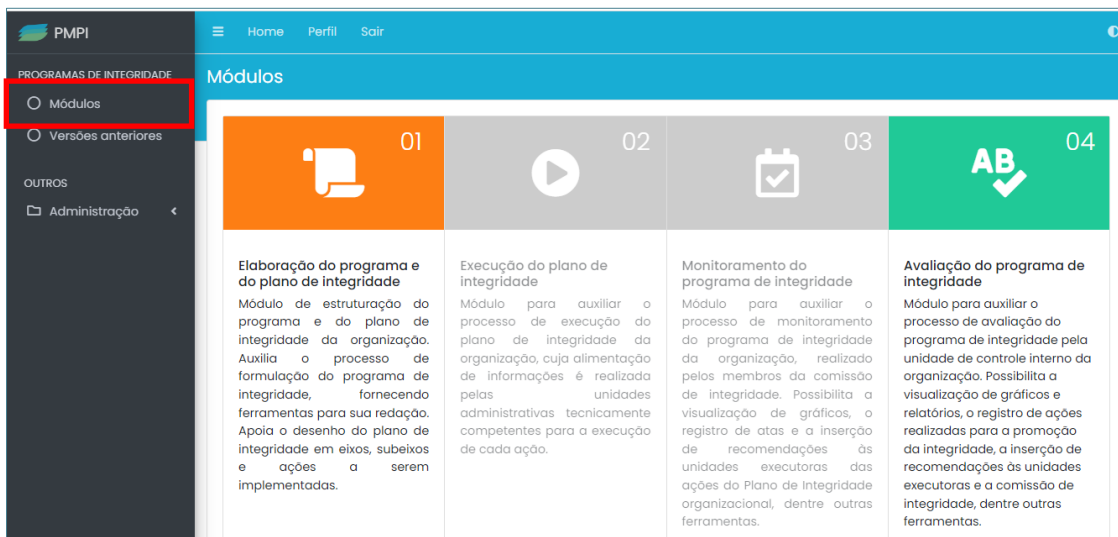 PMPI
Home Perfil Sair
PROGRAMAS DE INTEGRIDADE
Módulos
Versões anteriores
OUTROS
Administração
Módulos
01
Elaboração do programa e
do plano de integridade
Módulo de estruturação do
programa e do plano de
integridade da organização.
Auxilia o processo de
formulação do programa de
integridade, fornecendo
ferramentas para sua redação.
Apoia o desenho do plano de
integridade em eixos, subeixos
e ações a serem
implementadas.
02
Execução do plano de
integridade
Módulo para auxiliar o
processo de execução do
plano de integridade da
organização, cuja alimentação
de informações é realizada
pelas unidades
administrativas tecnicamente
competentes para a execução
de cada ação.
03
Monitoramento do
programa de integridade
Módulo para auxiliar o
processo de monitoramento
do programa de integridade
da organização, realizado
pelos membros da comissão
de integridade. Possibilita a
visualização de gráficos, o
registro de atas e a inserção
de recomendações às
unidades executoras das
ações do Plano de Integridade
organizacional, dentre outras
ferramentas.
AB
04
Avaliação do programa de
integridade
Módulo para auxiliar o
processo de avaliação do
programa de integridade pela
unidade de controle interno da
organização. Possibilita a
visualização de gráficos e
relatórios, o registro de ações
realizadas para a promoção
da integridade, a inserção de
recomendações às unidades
executoras e a comissão de
integridade, dentre outras
ferramentas.